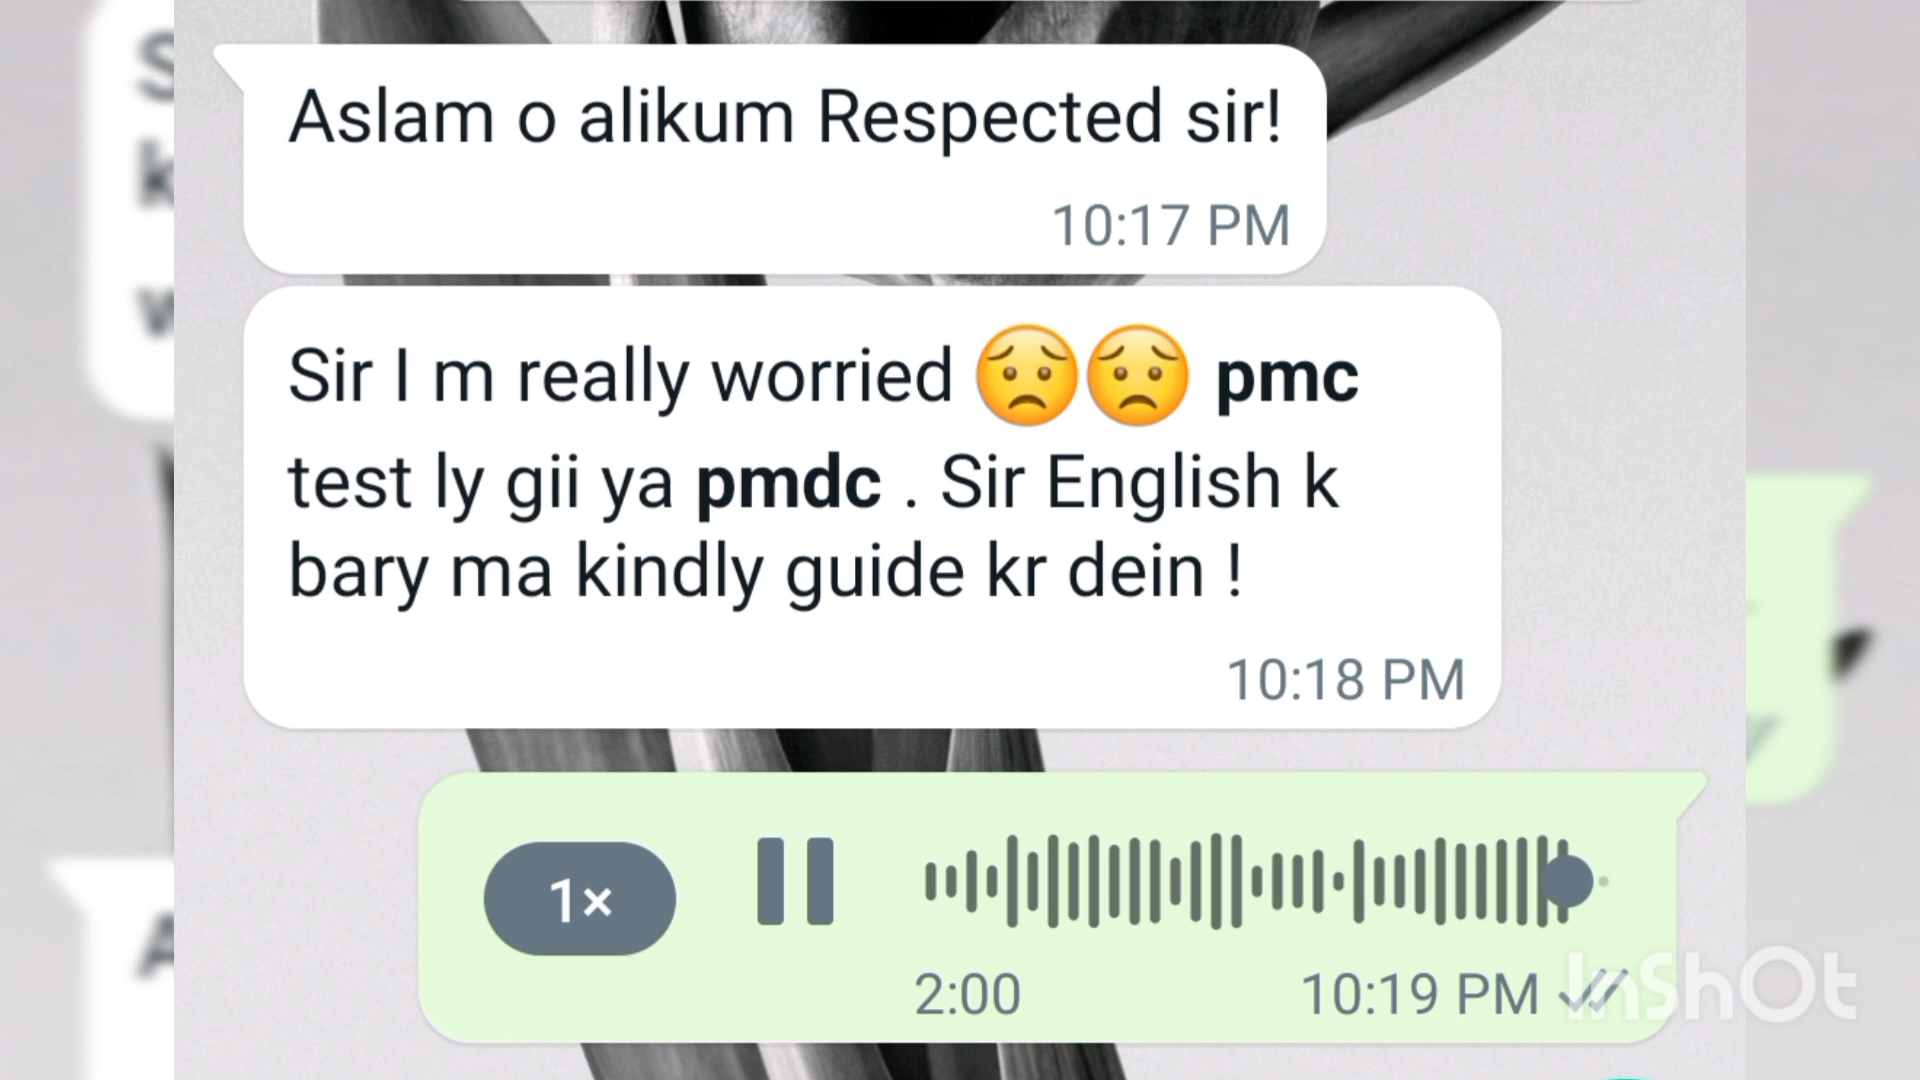 Aslam o alikum Respected sir!
10:17 PM
Sir I m really worried 😟😟 pmc
test ly gii ya pmdc . Sir English k
bary ma kindly guide kr dein !
10:18 PM
1×
2:00 10:19 PM
InShOt